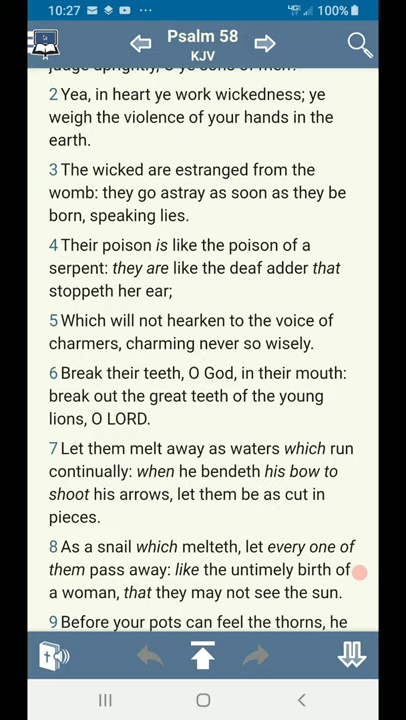 10:27 100%
Psalm 58
KJV
judge uprightly, O ye sons of men?
2 Yea, in heart ye work wickedness; ye
weigh the violence of your hands in the
earth.
3 The wicked are estranged from the
womb: they go astray as soon as they be
born, speaking lies.
4 Their poison is like the poison of a
serpent: they are like the deaf adder that
stoppeth her ear;
5 Which will not hearken to the voice of
charmers, charming never so wisely.
6 Break their teeth, O God, in their mouth:
break out the great teeth of the young
lions, O LORD.
7 Let them melt away as waters which run
continually: when he bendeth his bow to
shoot his arrows, let them be as cut in
pieces.
8 As a snail which melteth, let every one of
them pass away: like the untimely birth of
a woman, that they may not see the sun.
9 Before your pots can feel the thorns, he